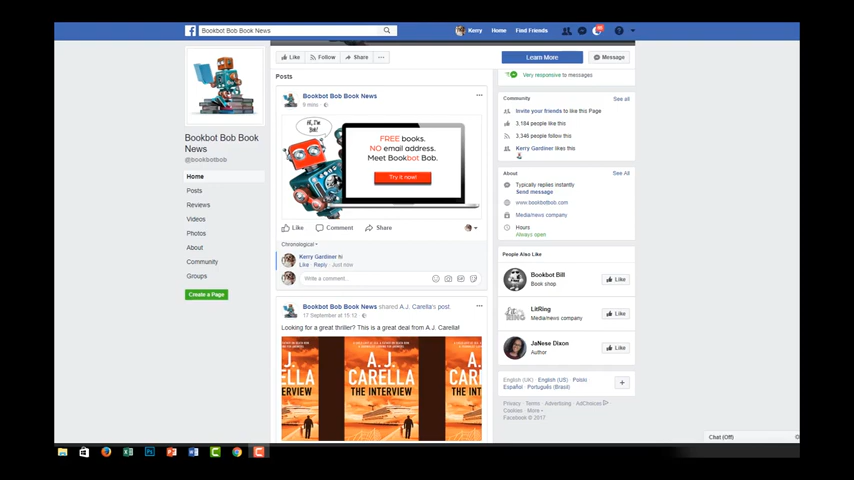 Bookbot Bob Book News
Kerry Home Find Friends
Like Follow Share ... Learn More Message
Very responsive to messages
Posts
Bookbot Bob Book News
9 mins
Hi, I'm Bob!
FREE books.
NO email address.
Meet Bookbot Bob.
Try it now!
Like Comment Share
Chronological
Kerry Gardiner hi
Like · Reply · Just now
Write a comment...
Bookbot Bob Book News shared A.J. Carella's post
17 September at 15:12
Looking for a great thriller? This is a great deal from A.J. Carella!
A.J.
CARELLA
THE INTERVIEW
Bookbot Bob Book
News
@bookbotbob
Home
Posts
Reviews
Videos
Photos
About
Community
Groups
Create a Page
Community See all
Invite your friends to like this Page
3,184 people like this
3,346 people follow this
Kerry Gardiner likes this
About See All
Typically replies instantly
Send message
www.bookbotbob.com
Media/news company
Hours
Always open
People Also Like
Bookbot Bill
Book shop
Like
LitRing
Media/news company
Like
JaNese Dixon
Author
Like
English (UK) · English (US) · Polski
Español · Português (Brasil)
Privacy · Terms · Advertising · AdChoices
Cookies · More
Facebook © 2017
Chat (Off)